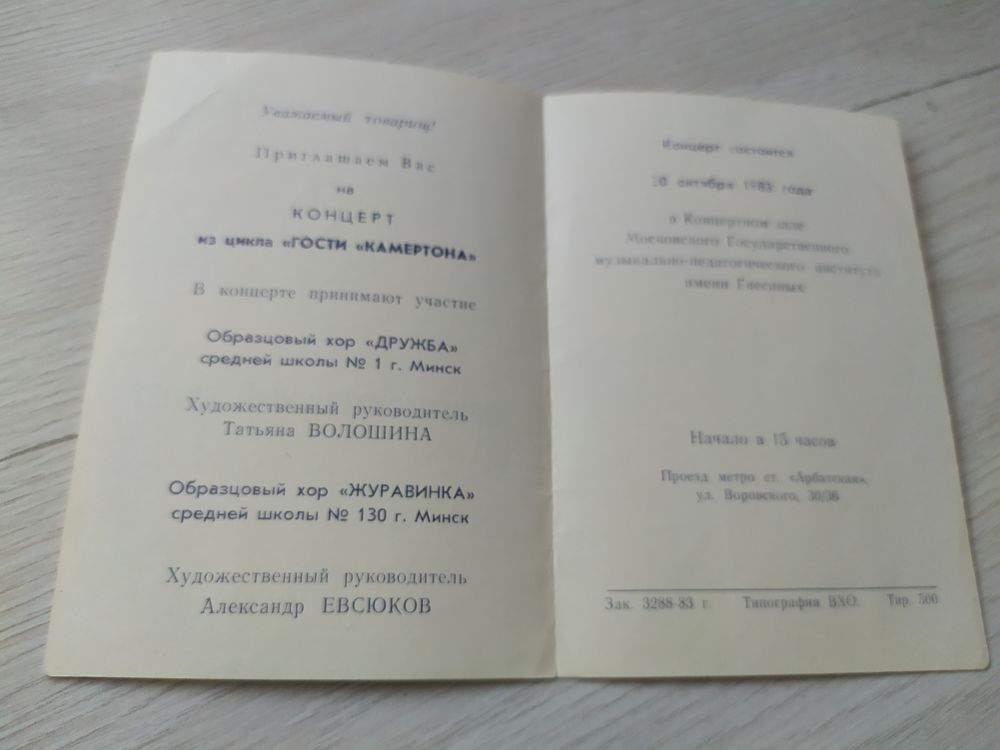 Уважаемый товарищ!
Приглашаем Вас
на
КОНЦЕРТ
из цикла «ГОСТИ «КАМЕРТОНА»
В концерте принимают участие
Образцовый хор «ДРУЖБА»
средней школы № 1 г. Минск
Художественный руководитель
Татьяна ВОЛОШИНА
Образцовый хор «ЖУРАВИНКА»
средней школы № 130 г. Минск
Художественный руководитель
Александр ЕВСЮКОВ
Концерт состоится
октября 1983 года
в Концертном зале
Московского Государственного
музыкально-педагогического института
имени Гнесиных
Начало в 15 часов
Проезд метро ст. «Арбатская»,
ул. Воровского, 30/36
Зак. 3288-83 г. Типография ВХО. Тир. 500